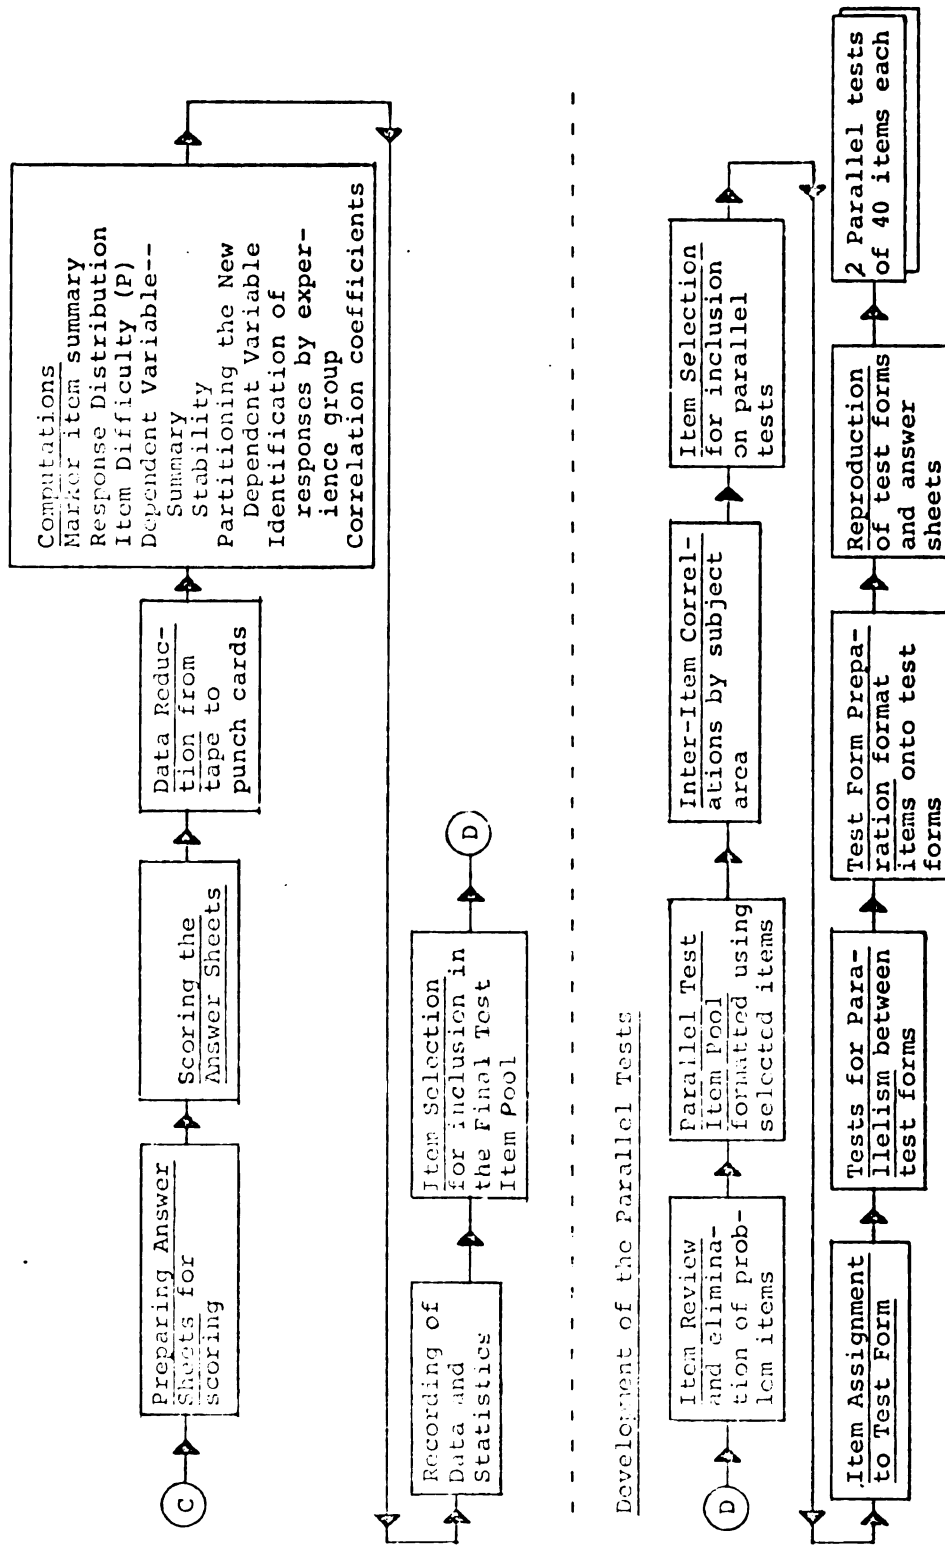 C
Preparing Answer
Sheets for
scoring
Scoring the
Answer Sheets
Data Reduc-
tion from
tape to
punch cards
Computations
Marker item summary
Response Distribution
Item Difficulty (P)
Dependent Variable--
Summary
Stability
Partitioning the New
Dependent Variable
Identification of
responses by exper-
ience group
Correlation coefficients
Recording of
Data and
Statistics
Item Selection
for inclusion in
the Final Test
Item Pool
D
Development of the Parallel Tests
D
Item Review
and elimina-
tion of prob-
lem items
Parallel Test
Item Pool
formatted using
selected items
Inter-Item Correl-
ations by subject
area
Item Selection
for inclusion
on parallel
tests
Item Assignment
to Test Form
Tests for Para-
llelism between
test forms
Test Form Prepa-
ration format
items onto test
forms
Reproduction
of test forms
and answer
sheets
2 Parallel tests
of 40 items each